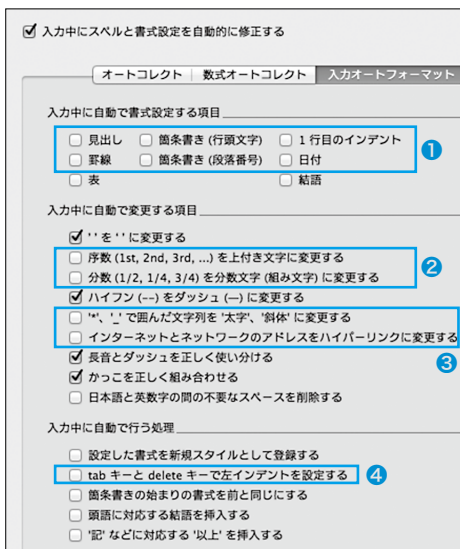 入力中にスペルと書式設定を自動的に修正する
オートコレクト 数式オートコレクト 入力オートフォーマット
入力中に自動で書式設定する項目
見出し 箇条書き (行頭文字) 1 行目のインデント
罫線 箇条書き (段落番号) 日付
❶
表 結語
入力中に自動で変更する項目
' ' を ' ' に変更する
序数 (1st, 2nd, 3rd, ...) を上付き文字に変更する
分数 (1/2, 1/4, 3/4) を分数文字 (組み文字) に変更する
❷
ハイフン (--) をダッシュ (—) に変更する
'*'、'_' で囲んだ文字列を '太字'、'斜体' に変更する
インターネットとネットワークのアドレスをハイパーリンクに変更する
長音とダッシュを正しく使い分ける
❸
かっこを正しく組み合わせる
日本語と英数字の間の不要なスペースを削除する
入力中に自動で行う処理
設定した書式を新規スタイルとして登録する
tab キーと delete キーで左インデントを設定する ❹
箇条書きの始まりの書式を前と同じにする
頭語に対応する結語を挿入する
'記' などに対応する '以上' を挿入する